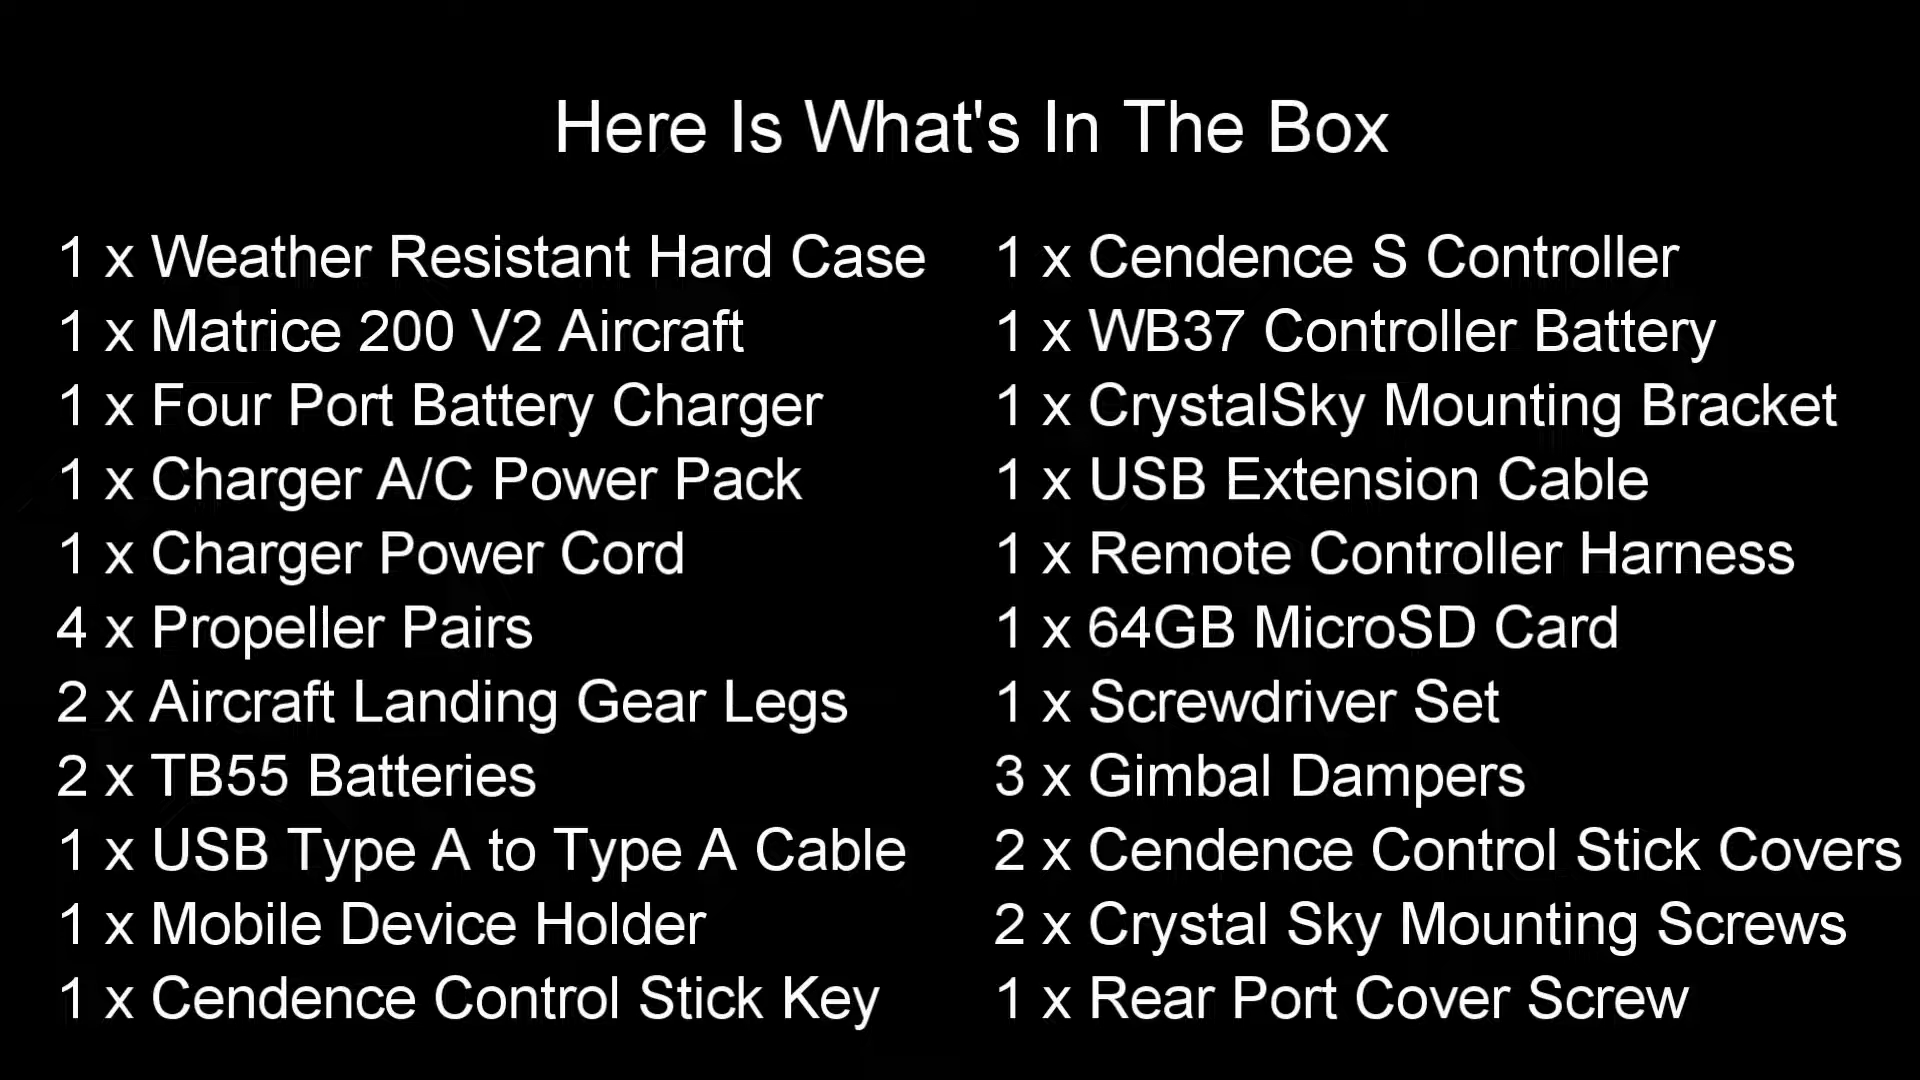 Here Is What's In The Box
1 x Weather Resistant Hard Case
1 x Matrice 200 V2 Aircraft
1 x Four Port Battery Charger
1 x Charger A/C Power Pack
1 x Charger Power Cord
4 x Propeller Pairs
2 x Aircraft Landing Gear Legs
2 x TB55 Batteries
1 x USB Type A to Type A Cable
1 x Mobile Device Holder
1 x Cendence Control Stick Key
1 x Cendence S Controller
1 x WB37 Controller Battery
1 x CrystalSky Mounting Bracket
1 x USB Extension Cable
1 x Remote Controller Harness
1 x 64GB MicroSD Card
1 x Screwdriver Set
3 x Gimbal Dampers
2 x Cendence Control Stick Covers
2 x Crystal Sky Mounting Screws
1 x Rear Port Cover Screw